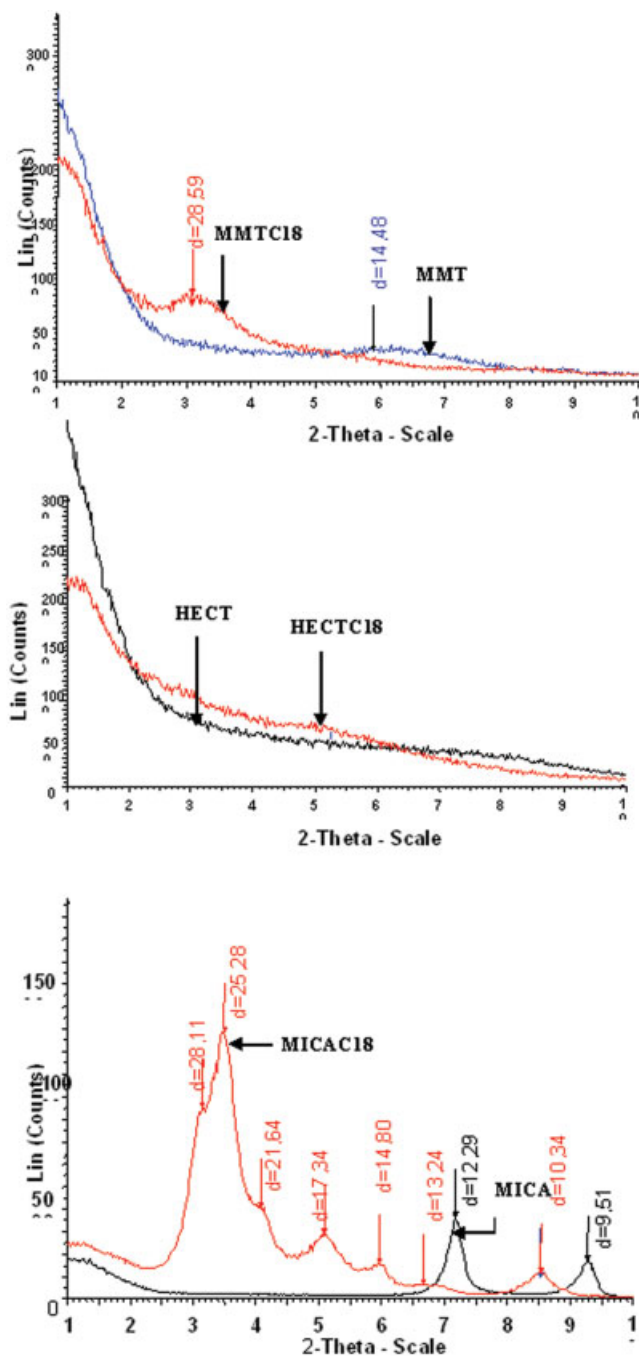 300
200
150
100
50
10
Lin (Counts)
d=28,59
MMTC18
d=14,48
MMT
1 2 3 4 5 6 7 8 9
2-Theta - Scale
300
250
200
150
100
50
0
Lin (Counts)
HECT
HECTC18
1 2 3 4 5 6 7 8 9
2-Theta - Scale
150
100
50
0
Lin (Counts)
d=28,11
d=25,28
MICAC18
d=21,64
d=17,34
d=14,80
d=13,24
d=12,29
MICA
d=10,34
d=9,51
1 2 3 4 5 6 7 8 9
2-Theta - Scale